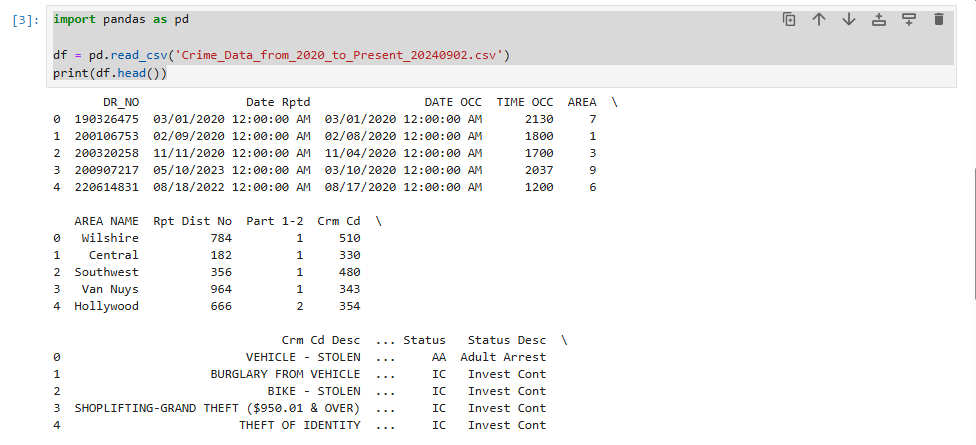 [3]: import pandas as pd
df = pd.read_csv('Crime_Data_from_2020_to_Present_20240902.csv')
print(df.head())
DR_NO Date Rptd DATE OCC TIME OCC AREA \
0 190326475 03/01/2020 12:00:00 AM 03/01/2020 12:00:00 AM 2130 7
1 200106753 02/09/2020 12:00:00 AM 02/08/2020 12:00:00 AM 1800 1
2 200320258 11/11/2020 12:00:00 AM 11/04/2020 12:00:00 AM 1700 3
3 200907217 05/10/2023 12:00:00 AM 03/10/2020 12:00:00 AM 2037 9
4 220614831 08/18/2022 12:00:00 AM 08/17/2020 12:00:00 AM 1200 6
AREA NAME Rpt Dist No Part 1-2 Crm Cd \
0 Wilshire 784 1 510
1 Central 182 1 330
2 Southwest 356 1 480
3 Van Nuys 964 1 343
4 Hollywood 666 2 354
Crm Cd Desc ... Status Status Desc \
0 VEHICLE - STOLEN ... AA Adult Arrest
1 BURGLARY FROM VEHICLE ... IC Invest Cont
2 BIKE - STOLEN ... IC Invest Cont
3 SHOPLIFTING-GRAND THEFT ($950.01 & OVER) ... IC Invest Cont
4 THEFT OF IDENTITY ... IC Invest Cont